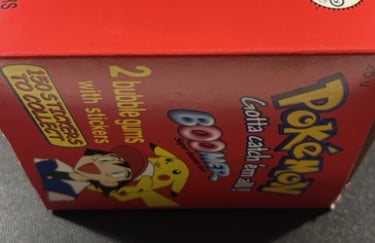 Pokémon
Gotta catch 'em all!
BOOMER
2 bubble gums
with stickers
150 STICKERS
TO COLLECT